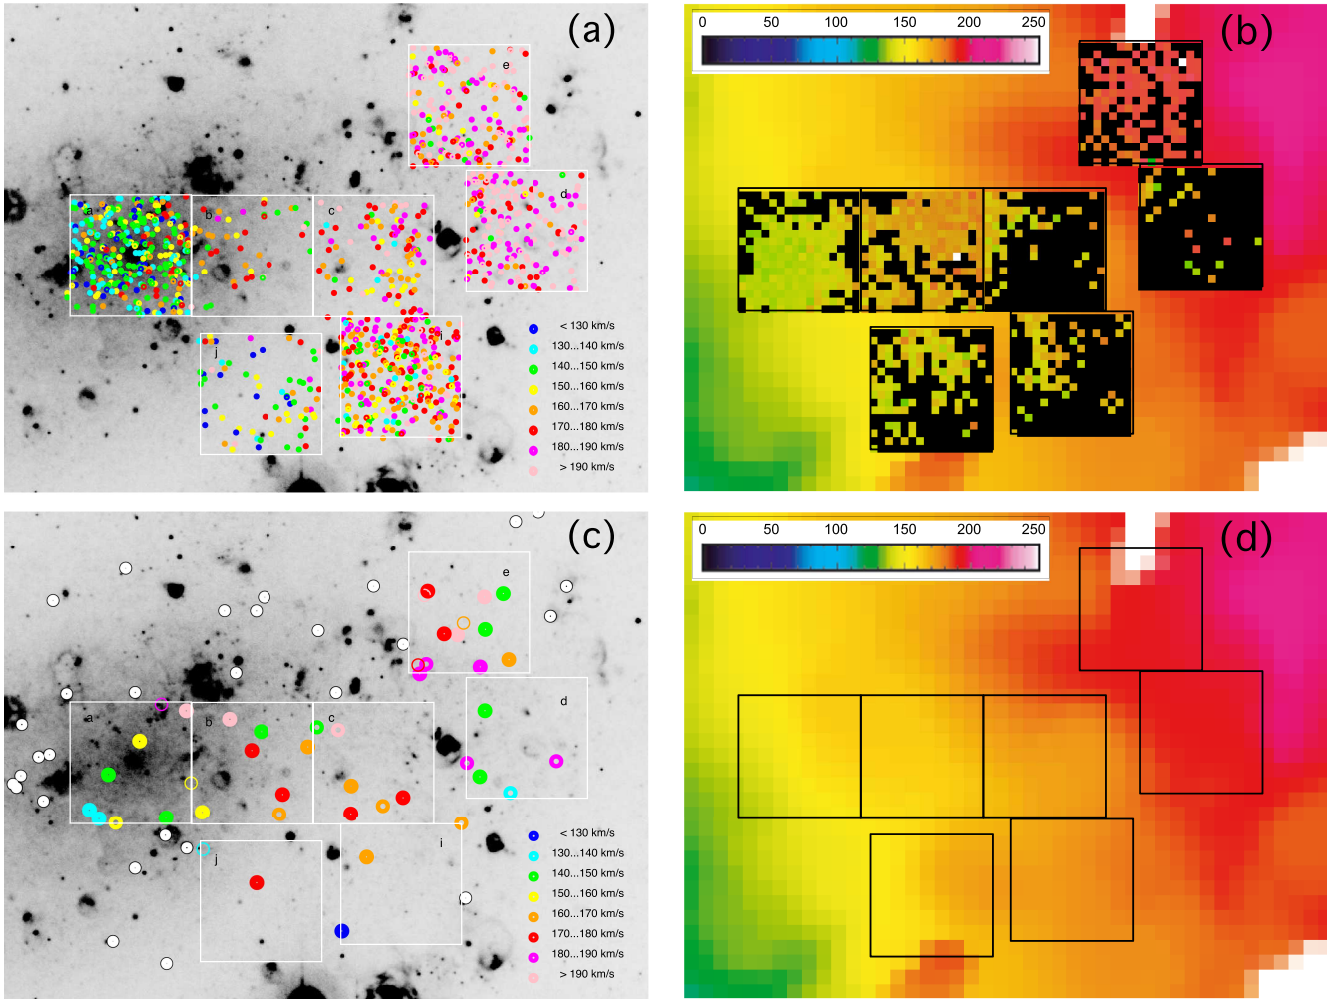 (a)
e
d
a
b
c
i
j
< 130 km/s
130...140 km/s
140...150 km/s
150...160 km/s
160...170 km/s
170...180 km/s
180...190 km/s
> 190 km/s
0 50 100 150 200 250
(b)
(c)
e
d
a
b
c
i
j
< 130 km/s
130...140 km/s
140...150 km/s
150...160 km/s
160...170 km/s
170...180 km/s
180...190 km/s
> 190 km/s
0 50 100 150 200 250
(d)